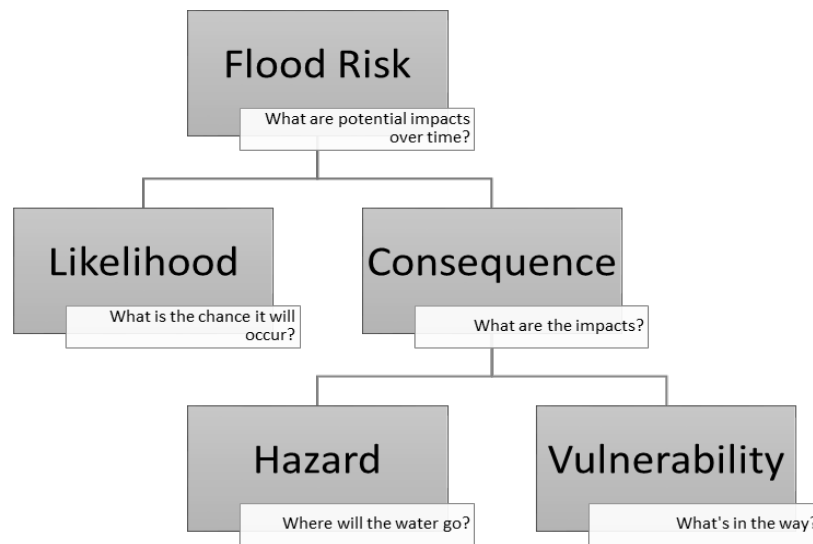 Flood Risk
What are potential impacts
over time?
Likelihood
What is the chance it will
occur?
Consequence
What are the impacts?
Hazard
Where will the water go?
Vulnerability
What's in the way?